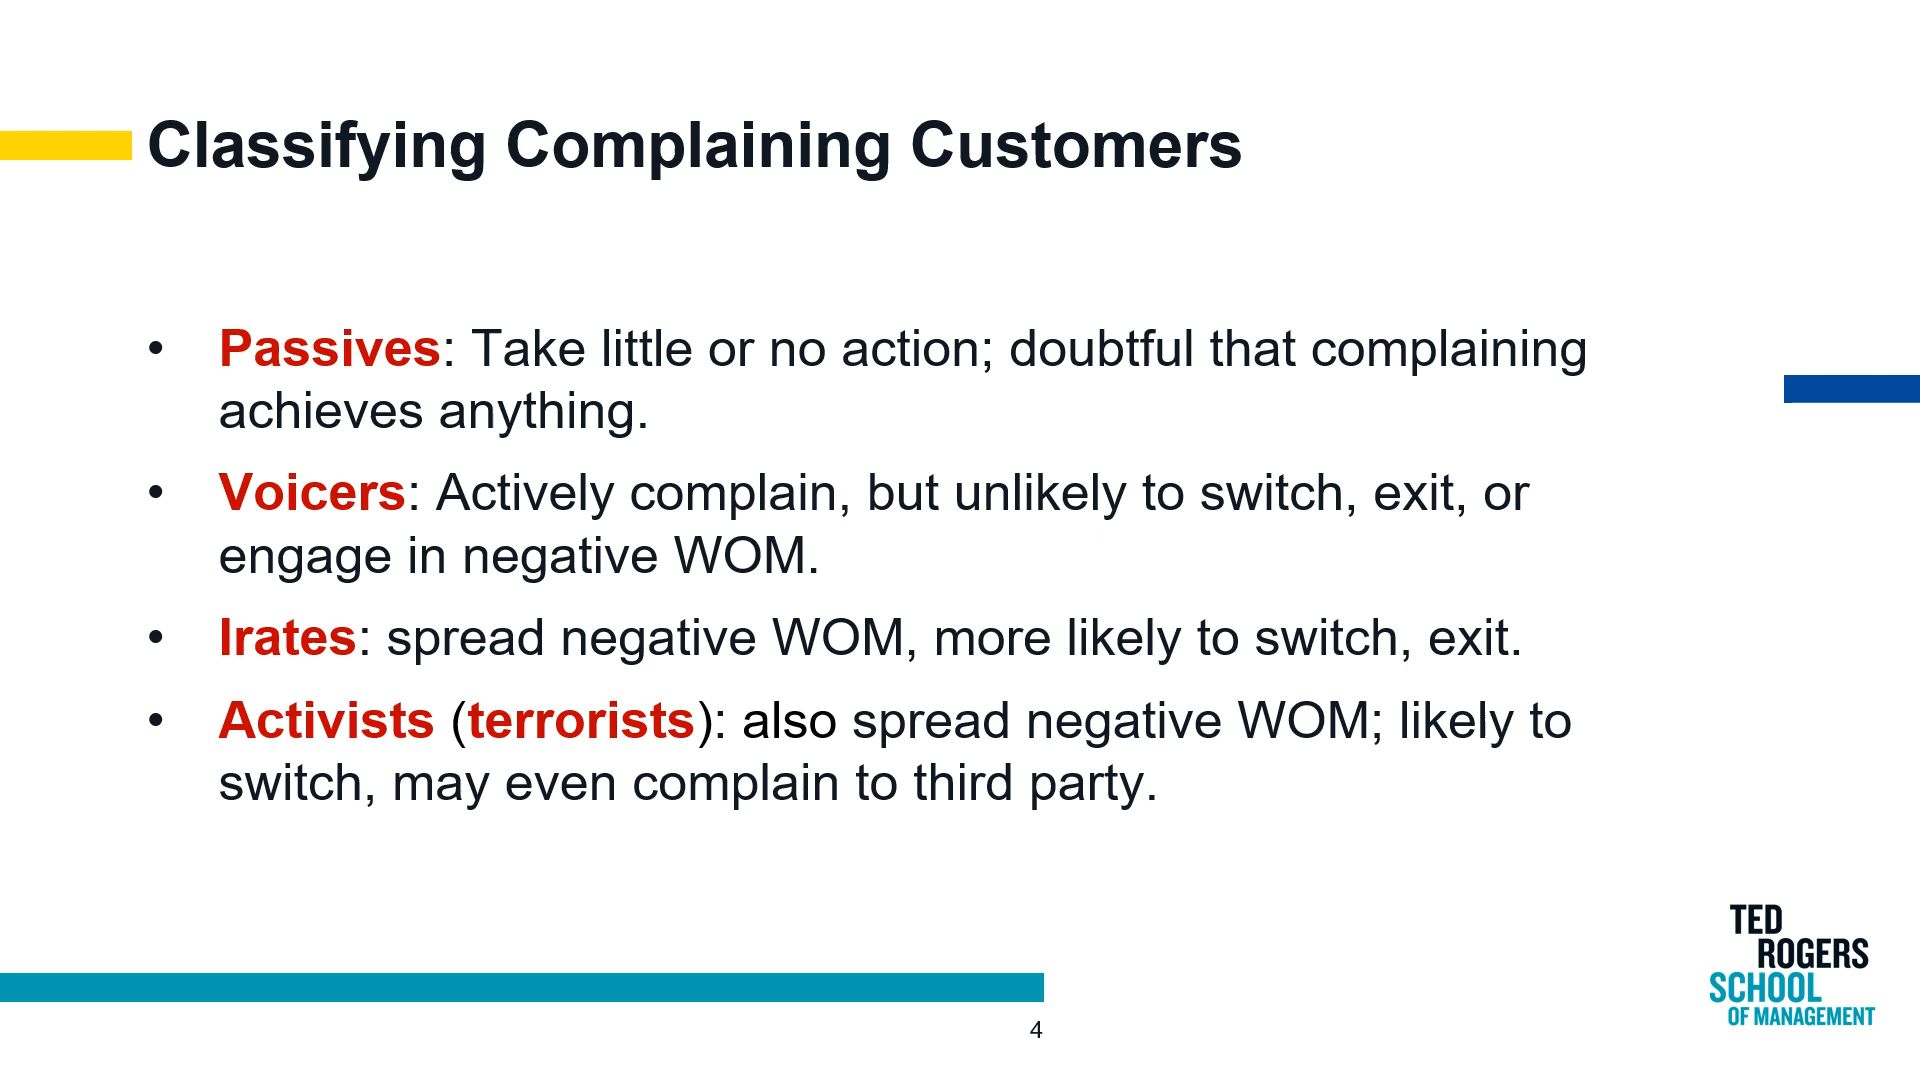 Classifying Complaining Customers
• Passives: Take little or no action; doubtful that complaining
achieves anything.
• Voicers: Actively complain, but unlikely to switch, exit, or
engage in negative WOM.
• Irates: spread negative WOM, more likely to switch, exit.
• Activists (terrorists): also spread negative WOM; likely to
switch, may even complain to third party.
TED
ROGERS
SCHOOL
OF MANAGEMENT
4